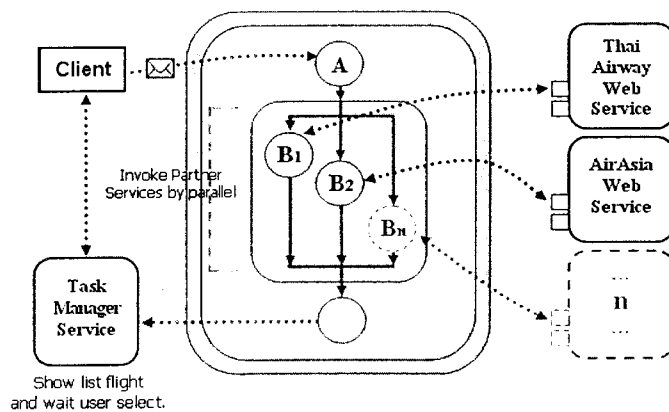 Client
A
Thai
Airway
Web
Service
B1
Invoke Partner
Services by parallel
B2
Bn
AirAsia
Web
Service
...
n
...
Task
Manager
Service
Show list flight
and wait user select.